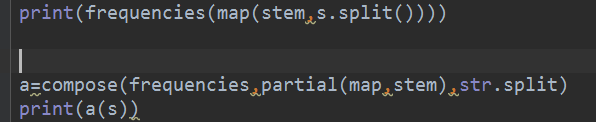 print(frequencies(map(stem,s.split())))
a=compose(frequencies,partial(map,stem),str.split)
print(a(s))